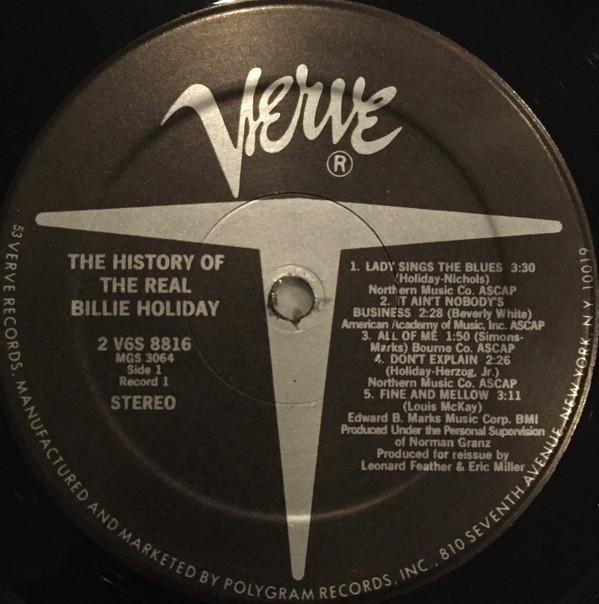 Verve
®
THE HISTORY OF
THE REAL
BILLIE HOLIDAY
2 V6S 8816
MGS 3064
Side 1
Record 1
STEREO
1. LADY SINGS THE BLUES 3:30
(Holiday-Nichols)
Northern Music Co. ASCAP
2. IT AIN'T NOBODY'S
BUSINESS 2:28 (Beverly White)
American Academy of Music, Inc. ASCAP
3. ALL OF ME 1:50 (Simons-
Marks) Bourne Co. ASCAP
4. DON'T EXPLAIN 2:26
(Holiday-Herzog, Jr.)
Northern Music Co. ASCAP
5. FINE AND MELLOW 3:11
(Louis McKay)
Edward B. Marks Music Corp. BMI
Produced Under the Personal Supervision
of Norman Granz
Produced for reissue by
Leonard Feather & Eric Miller
53 VERVE RECORDS. MANUFACTURED AND MARKETED BY POLYGRAM RECORDS, INC., 810 SEVENTH AVENUE, NEW YORK, N.Y. 10019